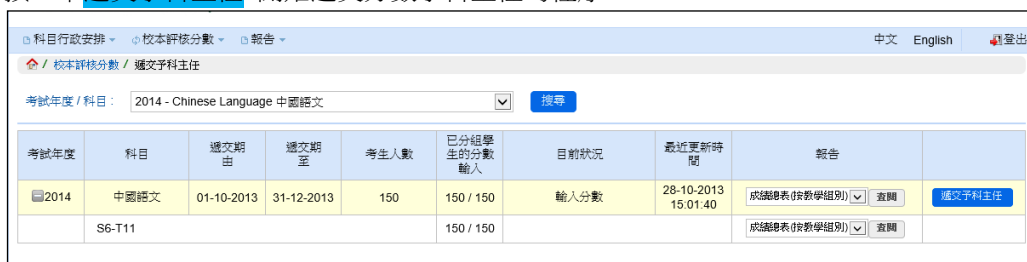 遞交予科主任
科目行政安排 校本評核分數 報告 中文 English 登出
/ 校本評核分數 / 遞交予科主任
考試年度 / 科目： 2014 - Chinese Language 中國語文 搜尋
考試年度 科目 遞交期由 遞交期至 考生人數 已分組學生的分數輸入 目前狀況 最近更新時間 報告
2014 中國語文 01-10-2013 31-12-2013 150 150 / 150 輸入分數 28-10-2013 15:01:40 成績總表(按教學組別) 查閱 遞交予科主任
S6-T11 150 / 150 成績總表(按教學組別) 查閱